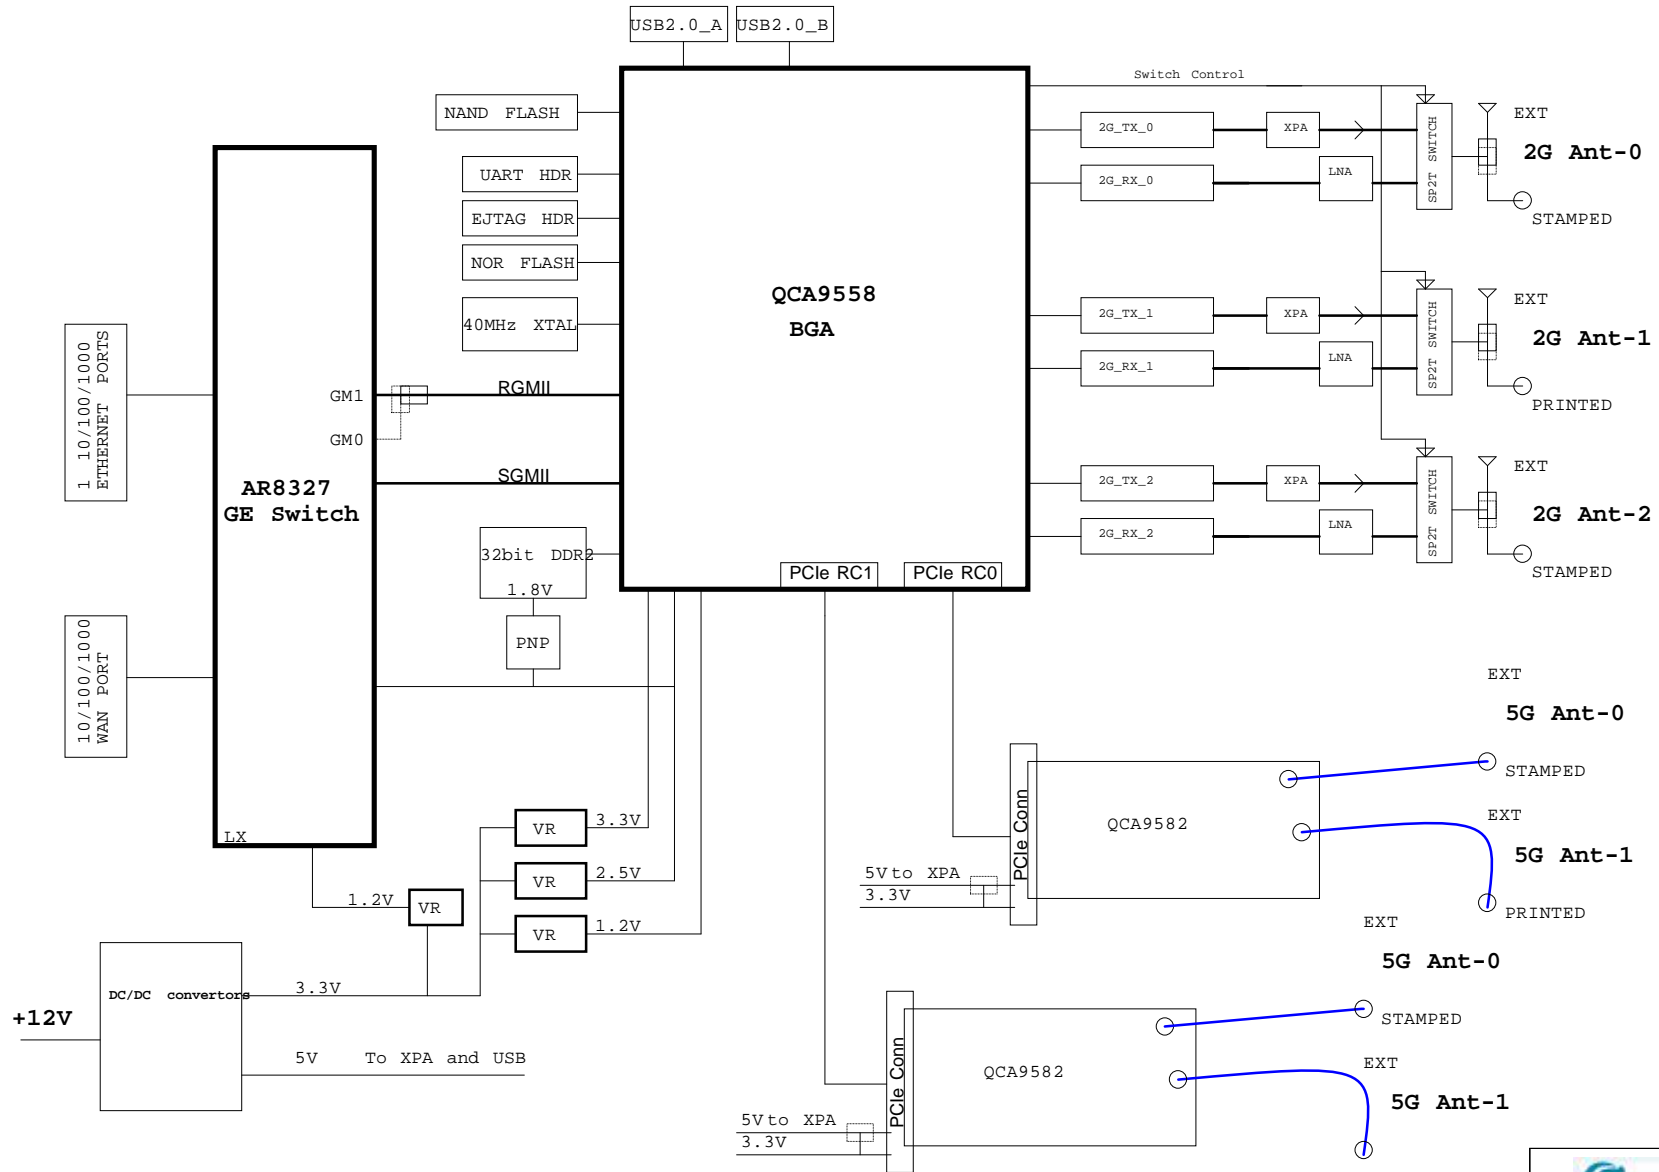 USB2.0_A
USB2.0_B
Switch Control
NAND FLASH
UART HDR
EJTAG HDR
NOR FLASH
40MHz XTAL
QCA9558
BGA
2G_TX_0
XPA
2G_RX_0
LNA
SP2T SWITCH
EXT
2G Ant-0
STAMPED
2G_TX_1
XPA
2G_RX_1
LNA
SP2T SWITCH
EXT
2G Ant-1
PRINTED
2G_TX_2
XPA
2G_RX_2
LNA
SP2T SWITCH
EXT
2G Ant-2
STAMPED
1 10/100/1000
ETHERNET PORTS
GM1
GM0
RGMII
SGMII
AR8327
GE Switch
32bit DDR2
1.8V
PNP
PCIe RC1
PCIe RC0
10/100/1000
WAN PORT
LX
VR
3.3V
VR
2.5V
VR
1.2V
1.2V
VR
DC/DC convertors
3.3V
+12V
5V To XPA and USB
PCIe Conn
QCA9582
5V to XPA
3.3V
EXT
5G Ant-0
STAMPED
EXT
5G Ant-1
PRINTED
PCIe Conn
QCA9582
5V to XPA
3.3V
EXT
5G Ant-0
STAMPED
EXT
5G Ant-1